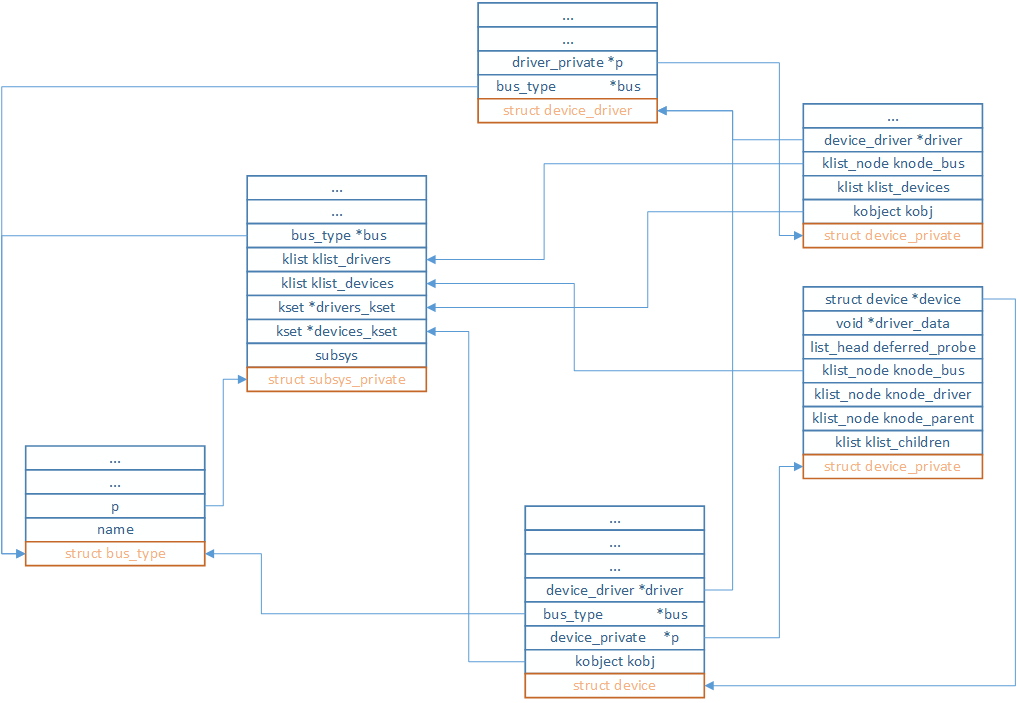 ...
...
driver_private *p
bus_type *bus
struct device_driver
...
device_driver *driver
klist_node knode_bus
klist klist_devices
kobject kobj
struct device_private
...
...
bus_type *bus
klist klist_drivers
klist klist_devices
kset *drivers_kset
kset *devices_kset
subsys
struct subsys_private
struct device *device
void *driver_data
list_head deferred_probe
klist_node knode_bus
klist_node knode_driver
klist_node knode_parent
klist klist_children
struct device_private
...
...
p
name
struct bus_type
...
...
...
device_driver *driver
bus_type *bus
device_private *p
kobject kobj
struct device